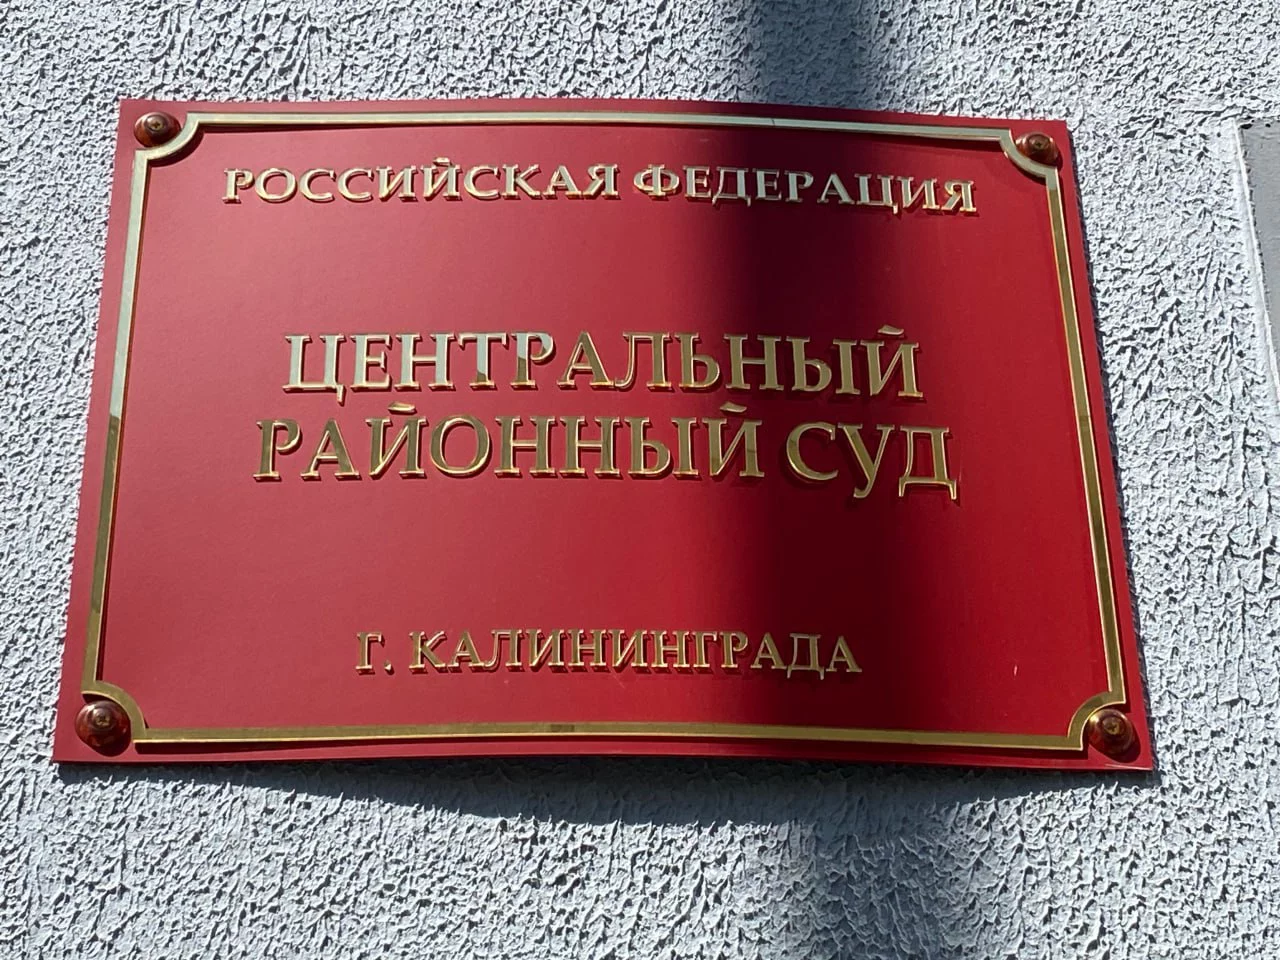 РОССИЙСКАЯ ФЕДЕРАЦИЯ
ЦЕНТРАЛЬНЫЙ
РАЙОННЫЙ СУД
Г. КАЛИНИНГРАДА